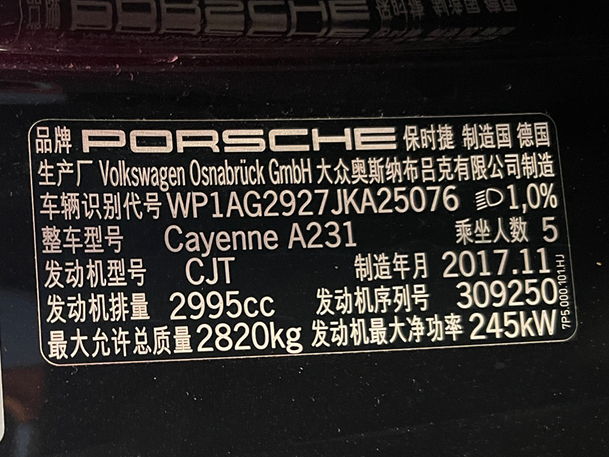 品牌 PORSCHE 保时捷 制造国 德国
生产厂 Volkswagen Osnabrück GmbH 大众奥斯纳布吕克有限公司制造
车辆识别代号 WP1AG2927JKA25076 1,0%
整车型号 Cayenne A231 乘坐人数 5
发动机型号 CJT 制造年月 2017.11
发动机排量 2995cc 发动机序列号 309250
最大允许总质量 2820kg 发动机最大净功率 245kW
7P5.000.101.HJ